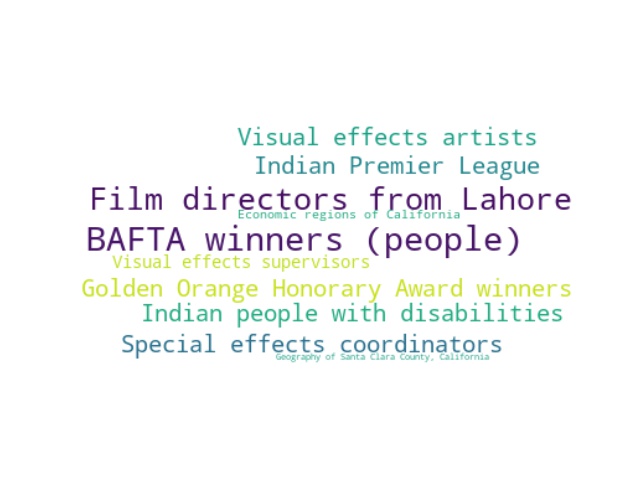 Visual effects artists
Indian Premier League
Film directors from Lahore
Economic regions of California
BAFTA winners (people)
Visual effects supervisors
Golden Orange Honorary Award winners
Indian people with disabilities
Special effects coordinators
Geography of Santa Clara County, California